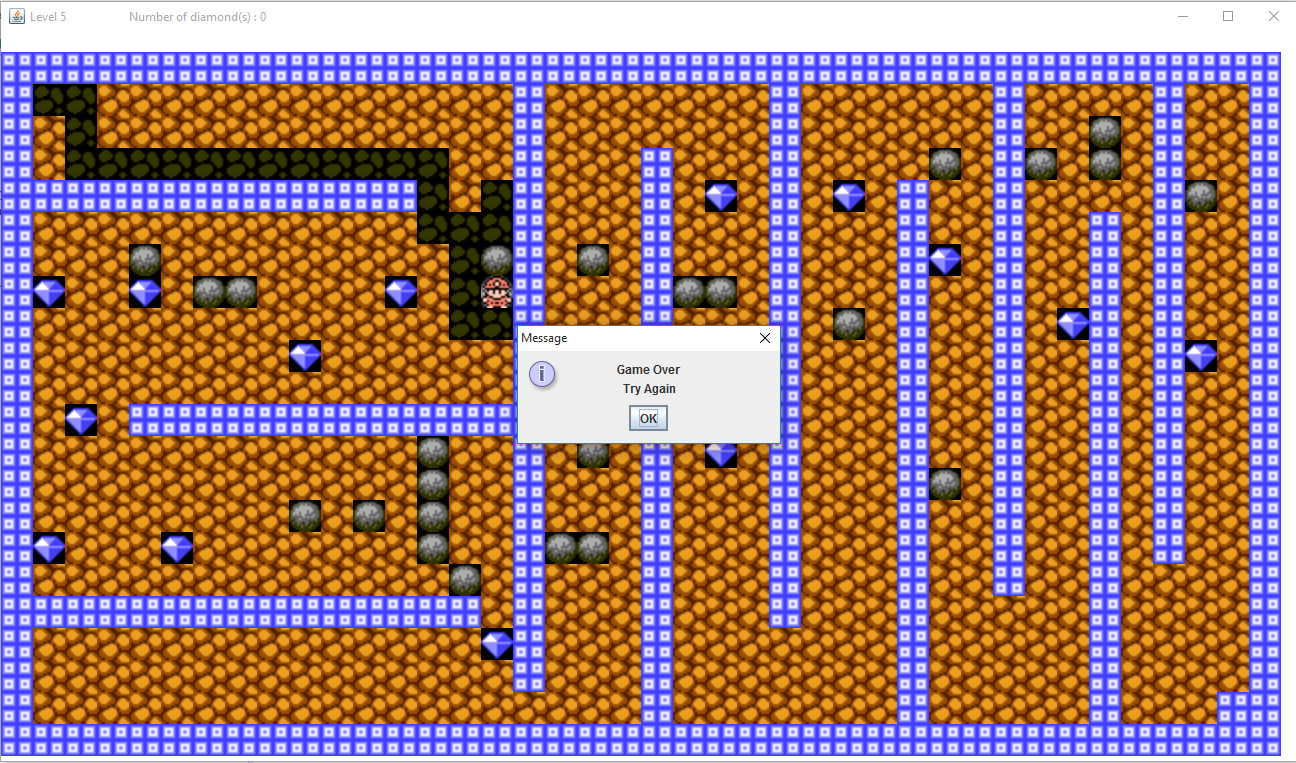 Level 5
Number of diamond(s) : 0
Message
Game Over
Try Again
OK